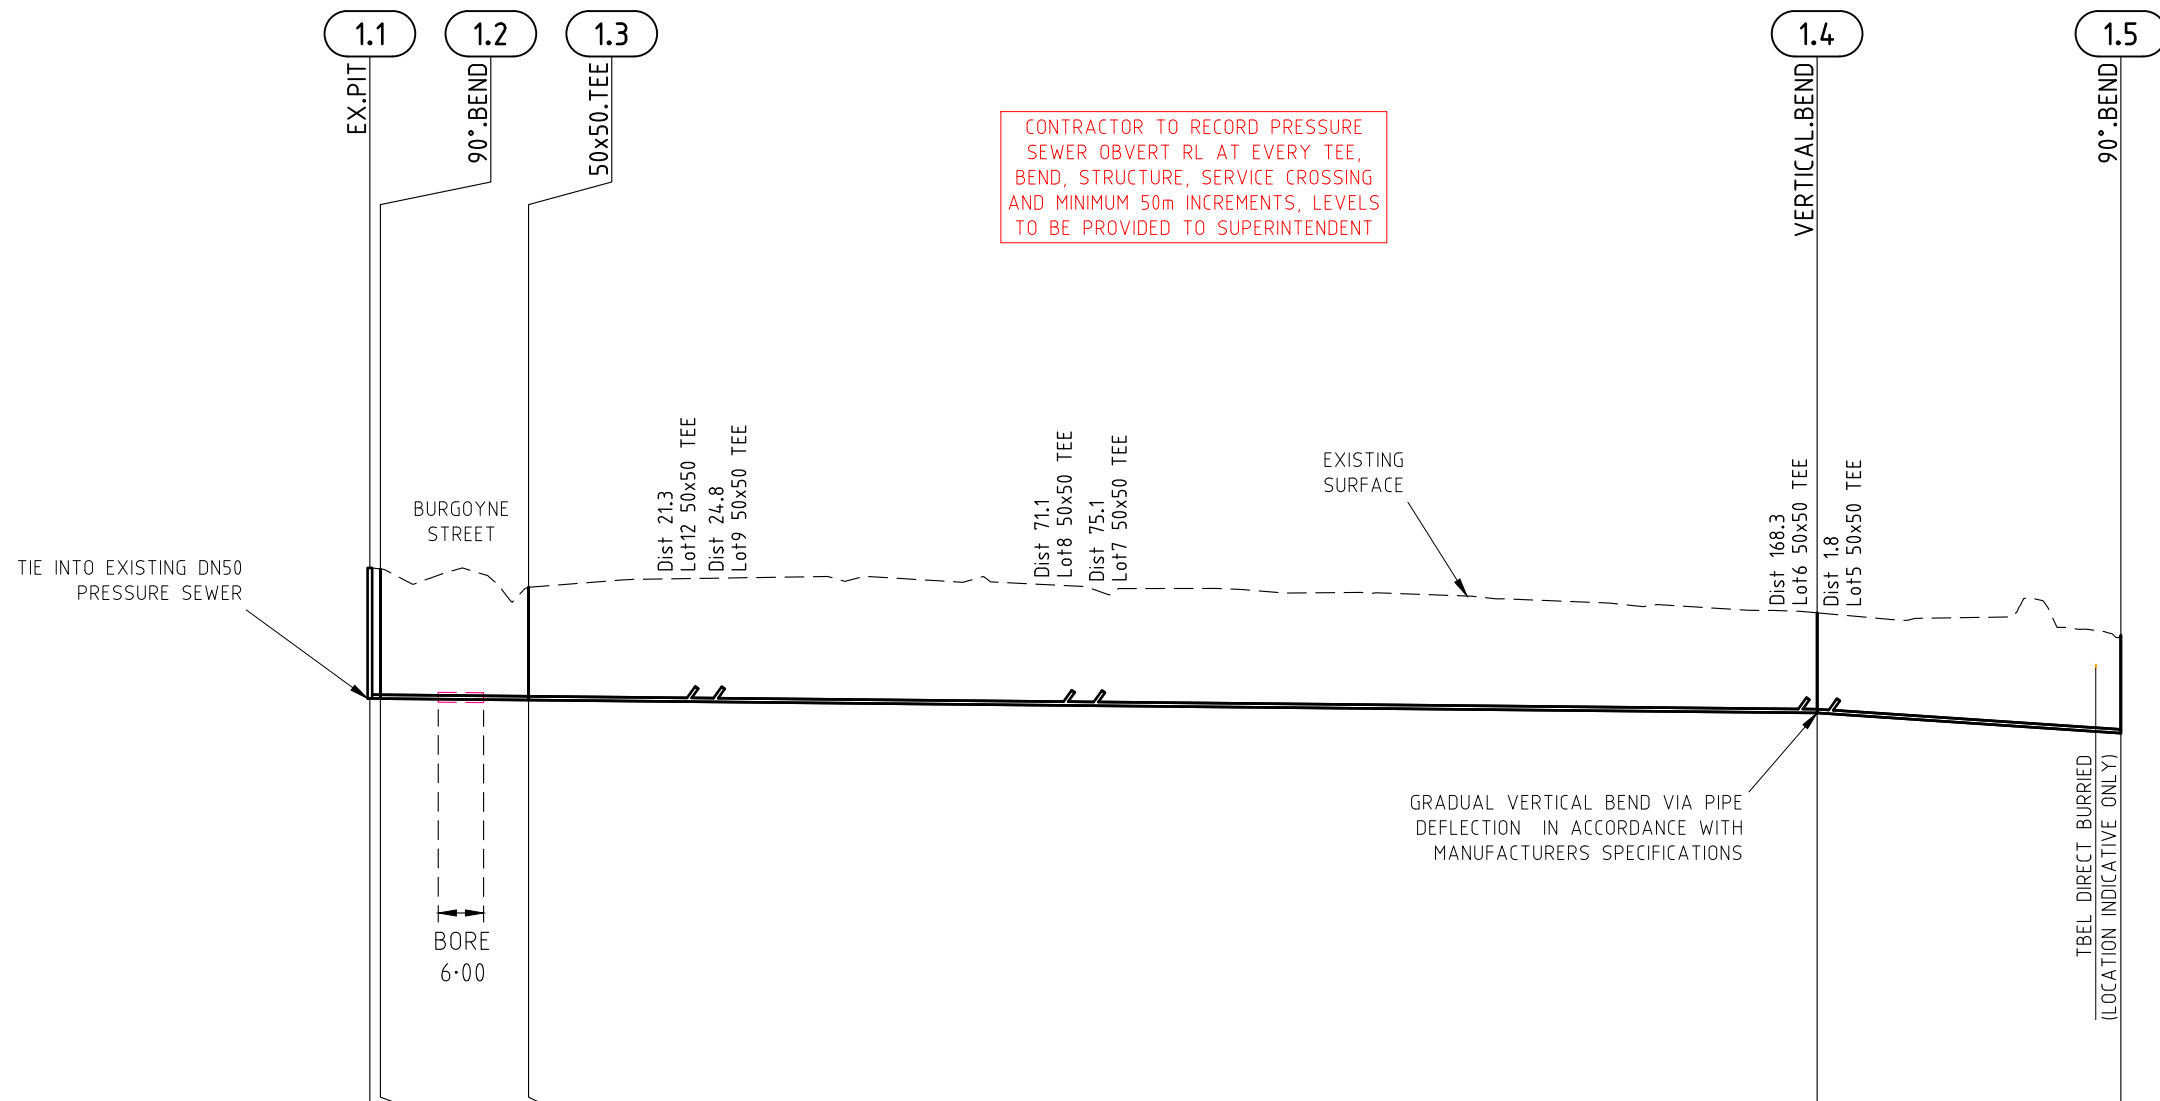 1.1
1.2
1.3
1.4
1.5
EX.PIT
90°.BEND
50x50.TEE
VERTICAL.BEND
90°.BEND
CONTRACTOR TO RECORD PRESSURE
SEWER OBVERT RL AT EVERY TEE,
BEND, STRUCTURE, SERVICE CROSSING
AND MINIMUM 50m INCREMENTS, LEVELS
TO BE PROVIDED TO SUPERINTENDENT
BURGOYNE
STREET
TIE INTO EXISTING DN50
PRESSURE SEWER
Dist 21.3
Lot12 50x50 TEE
Dist 24.8
Lot9 50x50 TEE
Dist 71.1
Lot8 50x50 TEE
Dist 75.1
Lot7 50x50 TEE
EXISTING
SURFACE
Dist 168.3
Lot6 50x50 TEE
Dist 1.8
Lot5 50x50 TEE
GRADUAL VERTICAL BEND VIA PIPE
DEFLECTION IN ACCORDANCE WITH
MANUFACTURERS SPECIFICATIONS
BORE
6·00
TBEL DIRECT BURRIED
(LOCATION INDICATIVE ONLY)